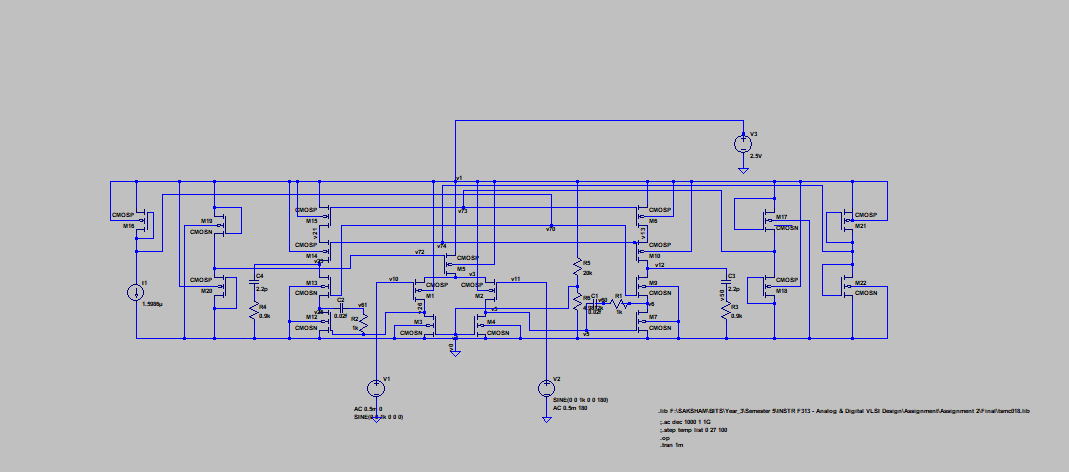 V3
2.5V
v1
CMOSP
M16
M19
CMOSN
CMOSP
M15
v73
v70
CMOSP
M6
M17
CMOSN
CMOSP
M21
v21
v13
CMOSP
M14
v74
v72
CMOSP
M5
CMOSP
M10
v12
v3
I1
1.5986µ
CMOSP
M20
C4
2.2p
R4
0.9k
M13
CMOSN
C2
0.02f
v61
R2
1k
M12
CMOSN
v10
CMOSP
M1
CMOSP
M2
v11
M3
CMOSN
M4
CMOSN
v5
R5
20k
C1
0.02f
R1
1k
v6
M9
CMOSN
M7
CMOSN
C3
2.2p
v50
R3
0.9k
CMOSP
M18
M22
CMOSN
V1
AC 0.5m 0
SINE(0 0 1k 0 0 0)
V2
SINE(0 0 1k 0 0 180)
AC 0.5m 180
.lib F:\SAKSHAM\BITS\Year_3\Semester 5\INSTR F313 - Analog & Digital VLSI Design\Assignment\Assignment 2\Final\tsmc018.lib
;.ac dec 1000 1 1G
;.step temp list 0 27 100
.op
.tran 1m